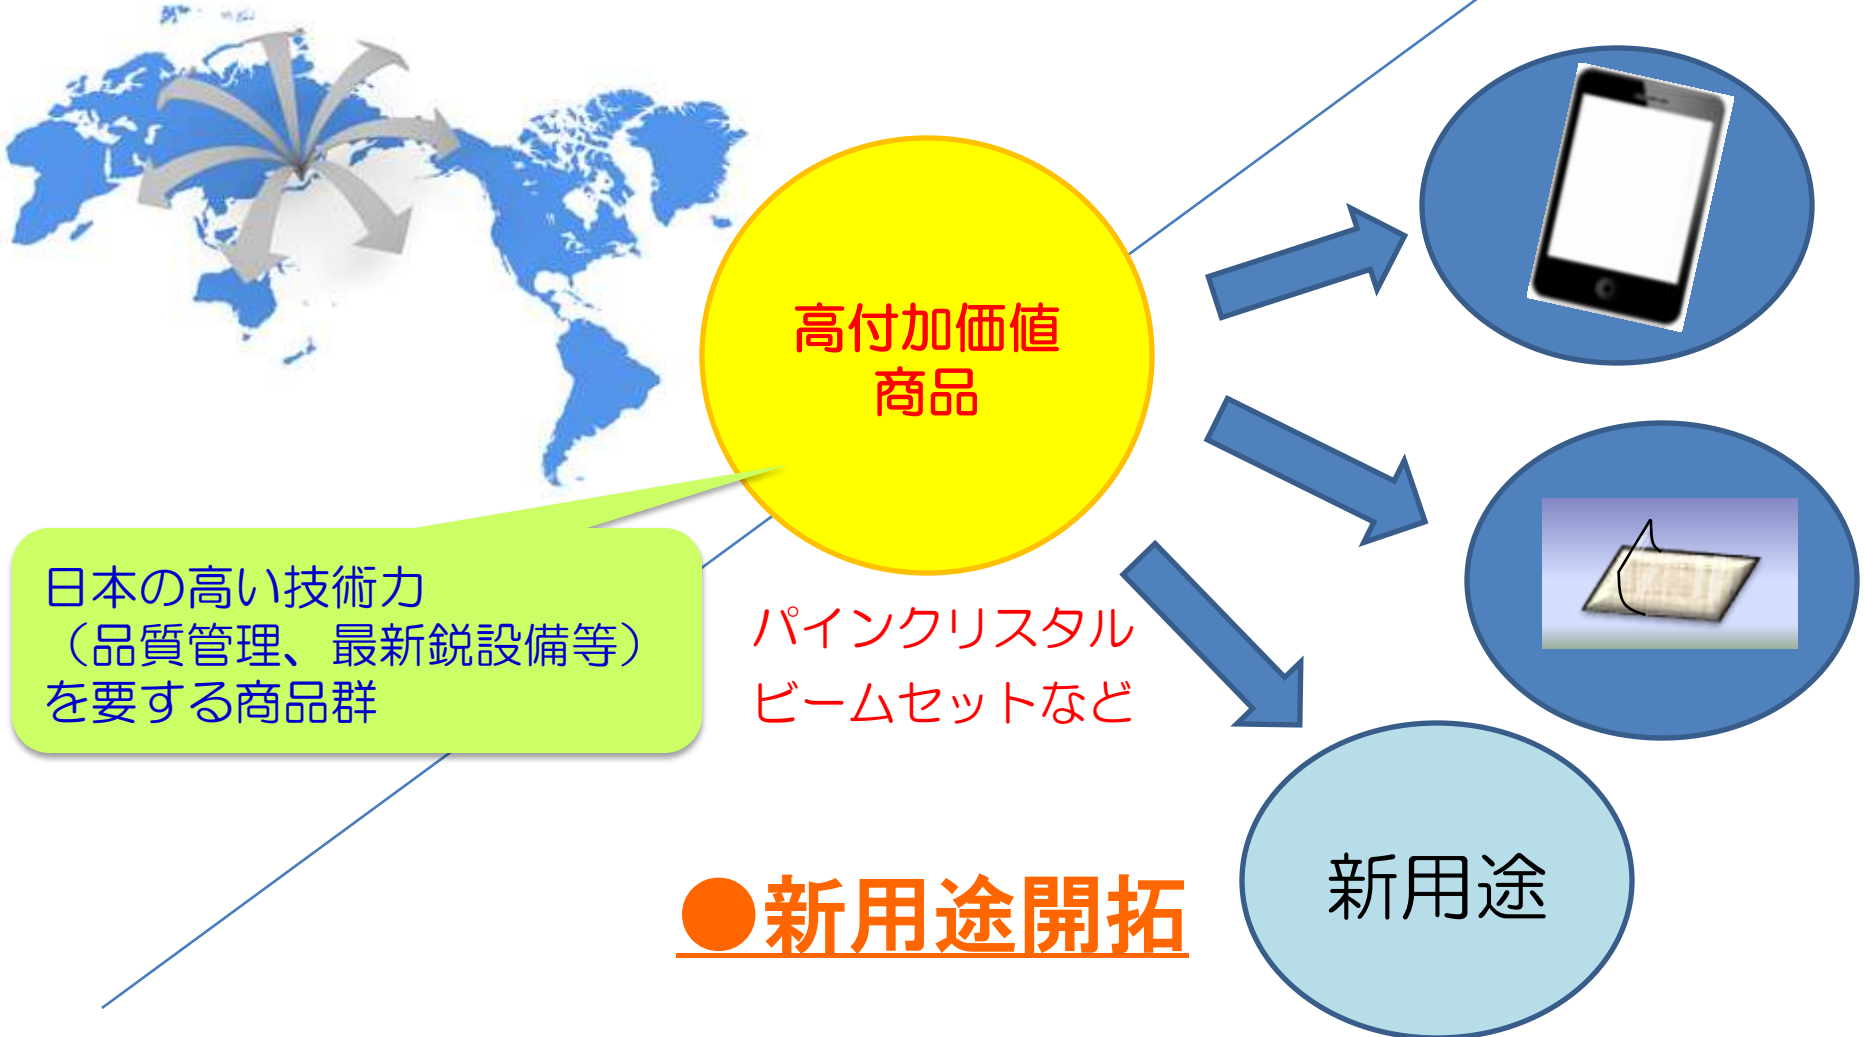 高付加価値
商品
日本の高い技術力
（品質管理、最新鋭設備等）
を要する商品群
パインクリスタル
ビームセットなど
●新用途開拓
新用途